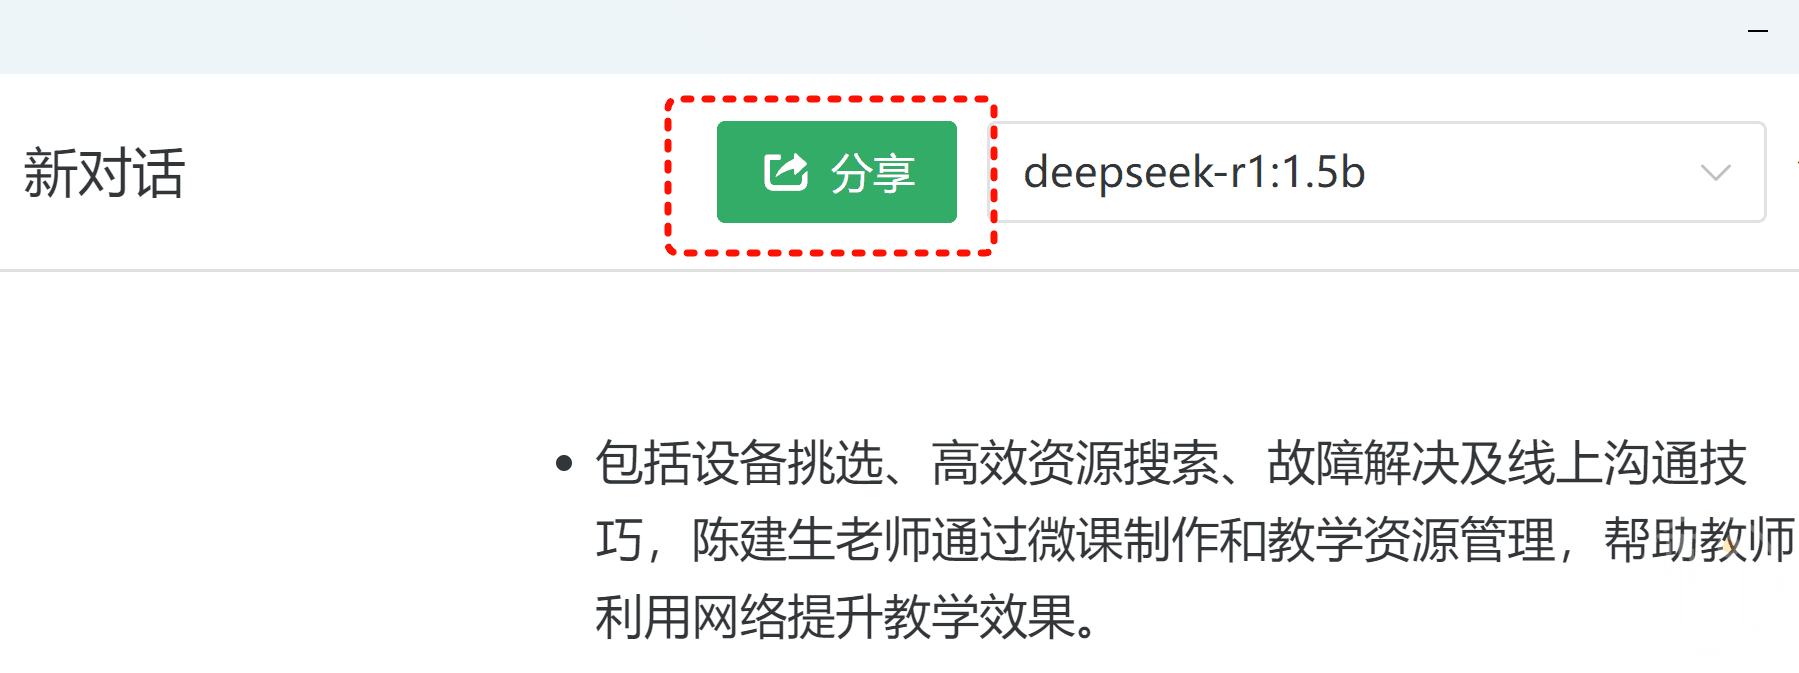 新对话
分享
deepseek-r1:1.5b
包括设备挑选、高效资源搜索、故障解决及线上沟通技
巧，陈建生老师通过微课制作和教学资源管理，帮助教师
利用网络提升教学效果。